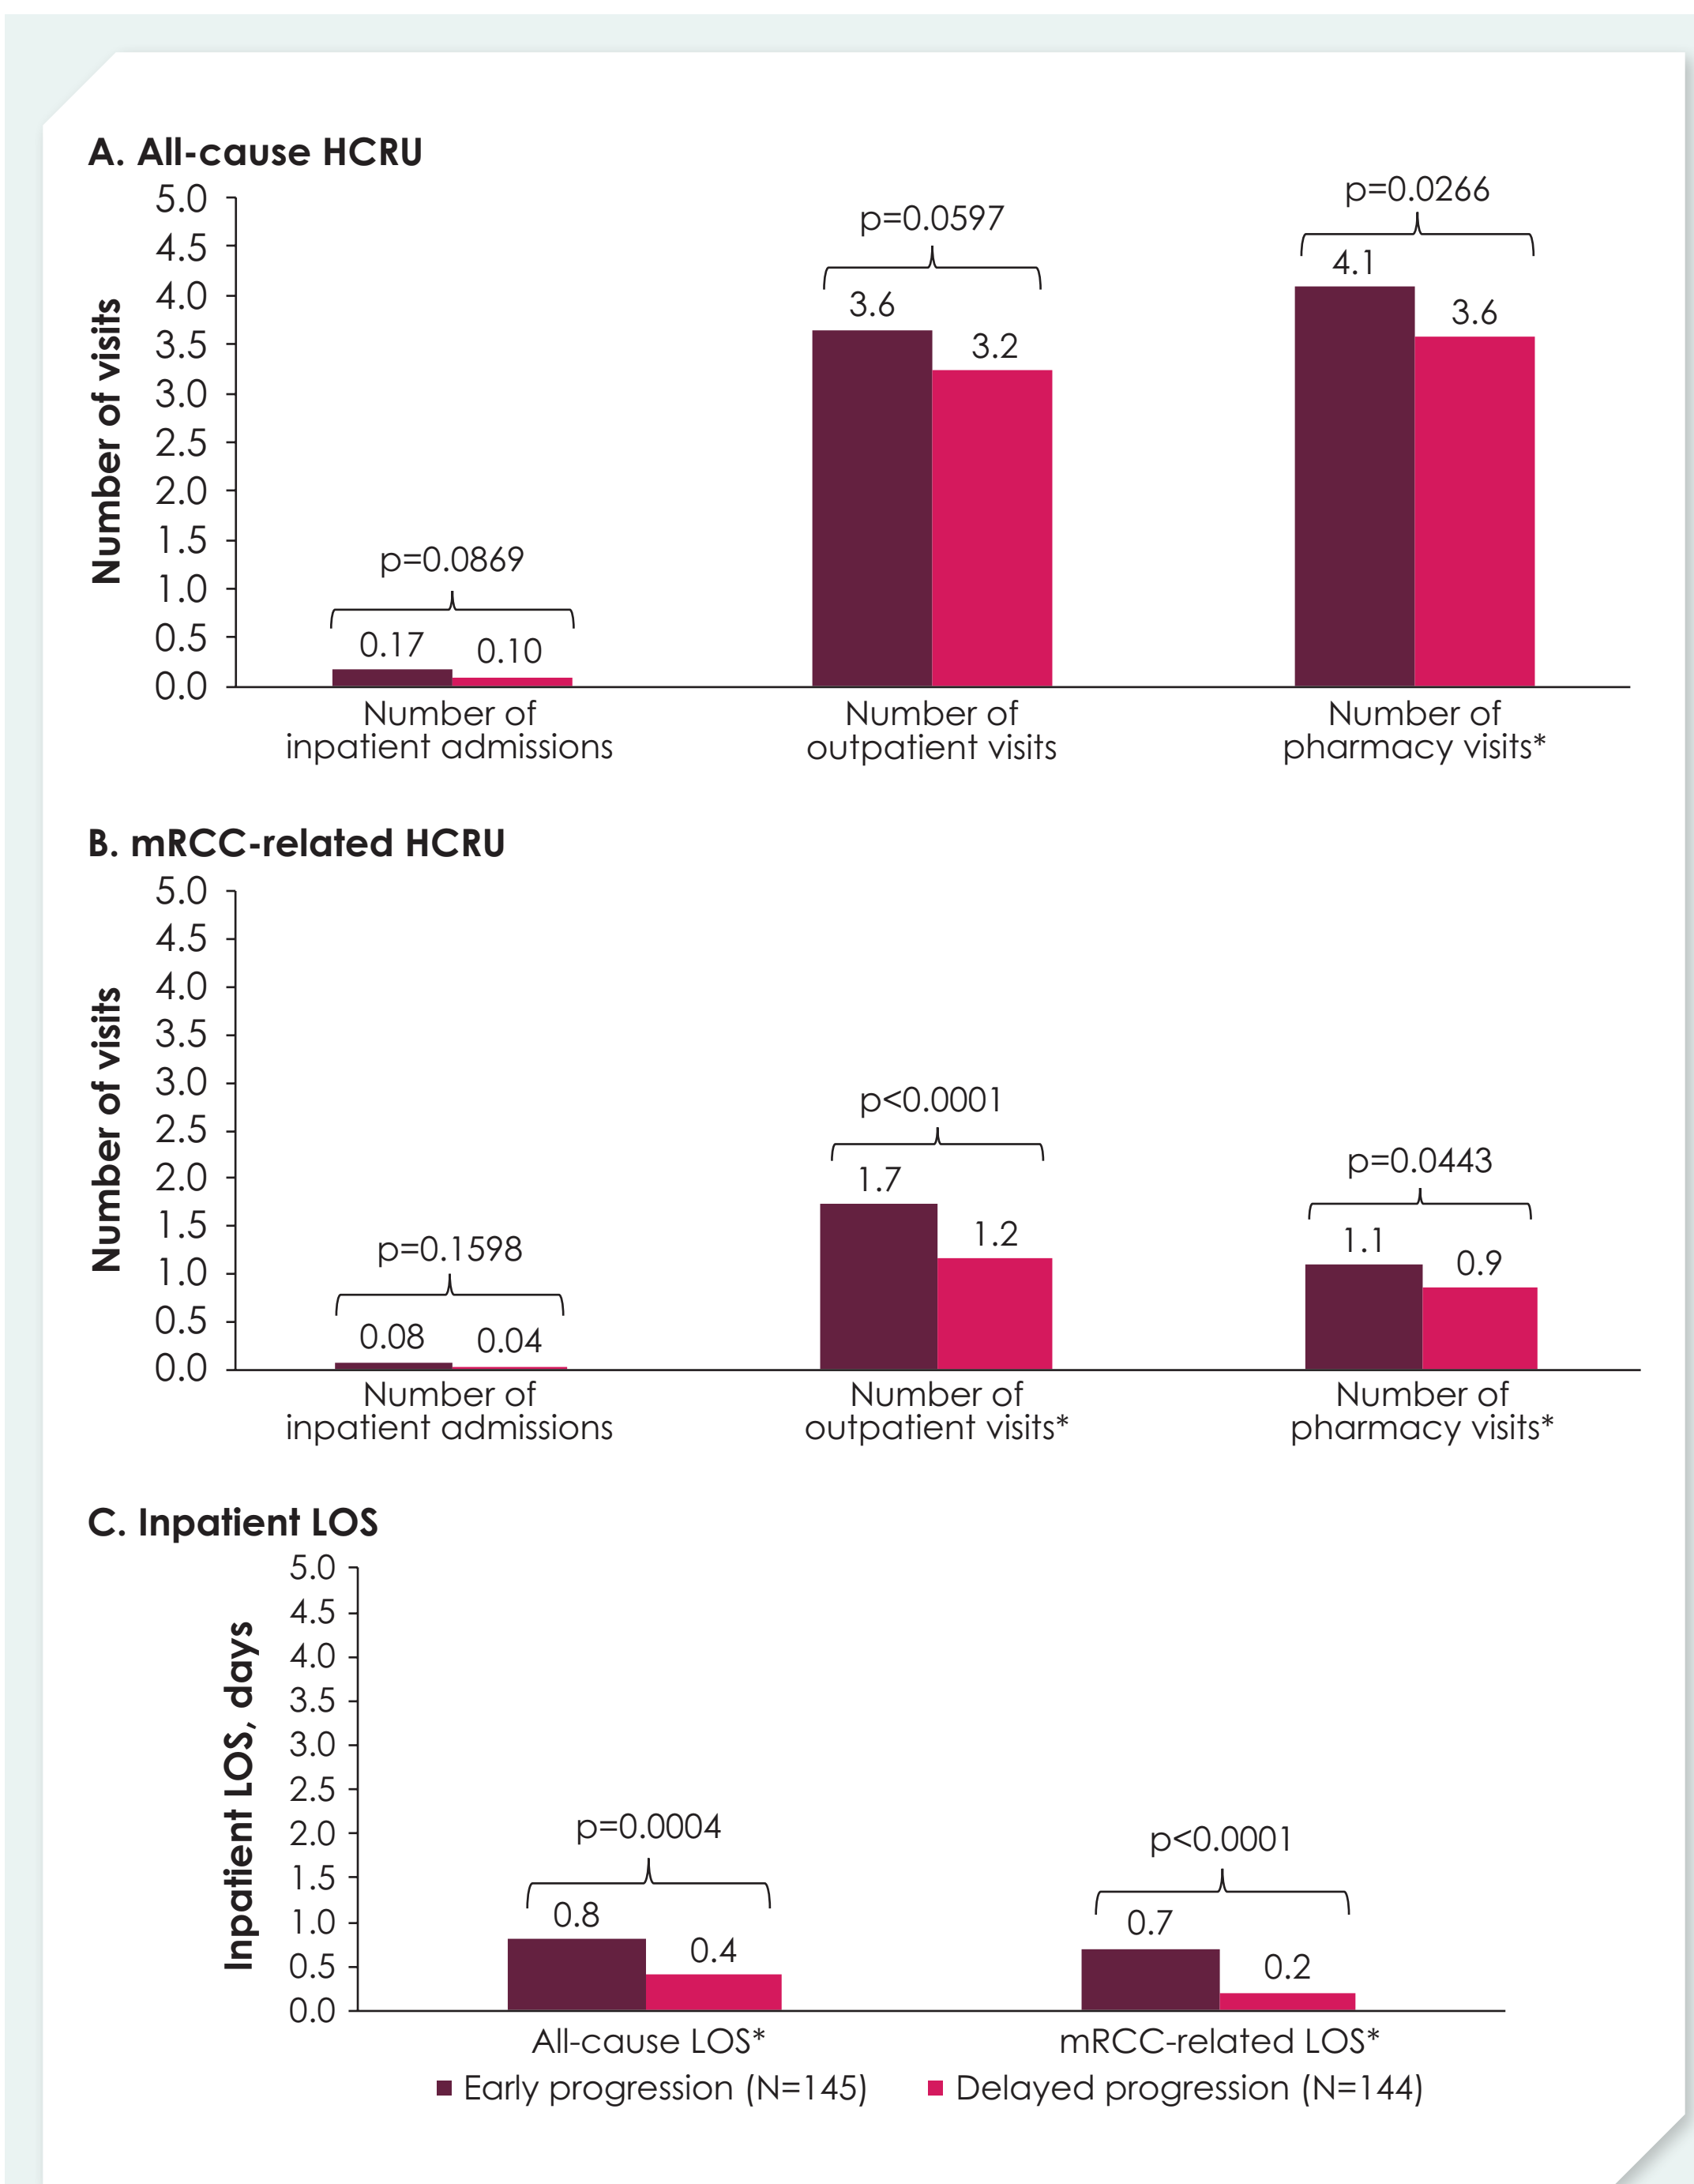 A. All-cause HCRU
Number of visits
5.0
4.5
4.0
3.5
3.0
2.5
2.0
1.5
1.0
0.5
0.0
p=0.0869
0.17
0.10
p=0.0597
3.6
3.2
p=0.0266
4.1
3.6
Number of
inpatient admissions
Number of
outpatient visits
Number of
pharmacy visits*
B. mRCC-related HCRU
Number of visits
5.0
4.5
4.0
3.5
3.0
2.5
2.0
1.5
1.0
0.5
0.0
p=0.1598
0.08
0.04
p<0.0001
1.7
1.2
p=0.0443
1.1
0.9
Number of
inpatient admissions
Number of
outpatient visits*
Number of
pharmacy visits*
C. Inpatient LOS
Inpatient LOS, days
5.0
4.5
4.0
3.5
3.0
2.5
2.0
1.5
1.0
0.5
0.0
p=0.0004
0.8
0.4
p<0.0001
0.7
0.2
All-cause LOS*
mRCC-related LOS*
Early progression (N=145)
Delayed progression (N=144)